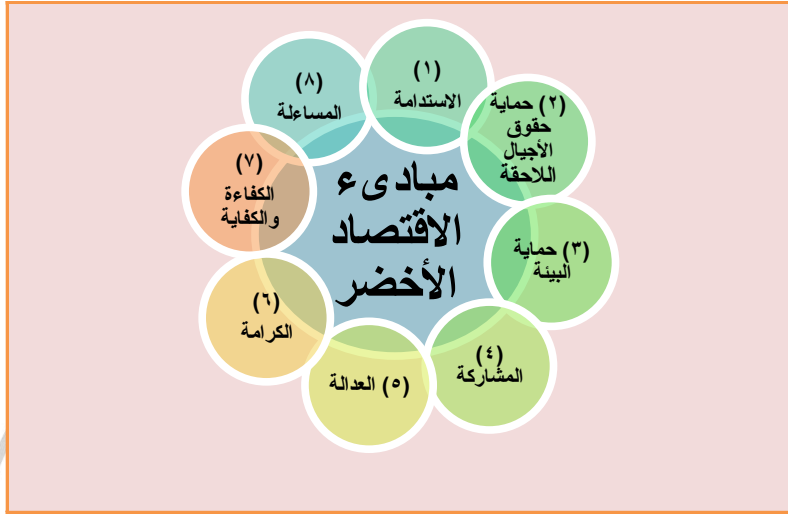 مبادىء
الاقتصاد
الأخضر
(١)
الاستدامة
(٢) حماية
حقوق
الأجيال
اللاحقة
(٣) حماية
البيئة
(٤)
المشاركة
(٥) العدالة
(٦)
الكرامة
(٧)
الكفاءة
والكفاية
(٨)
المساءلة